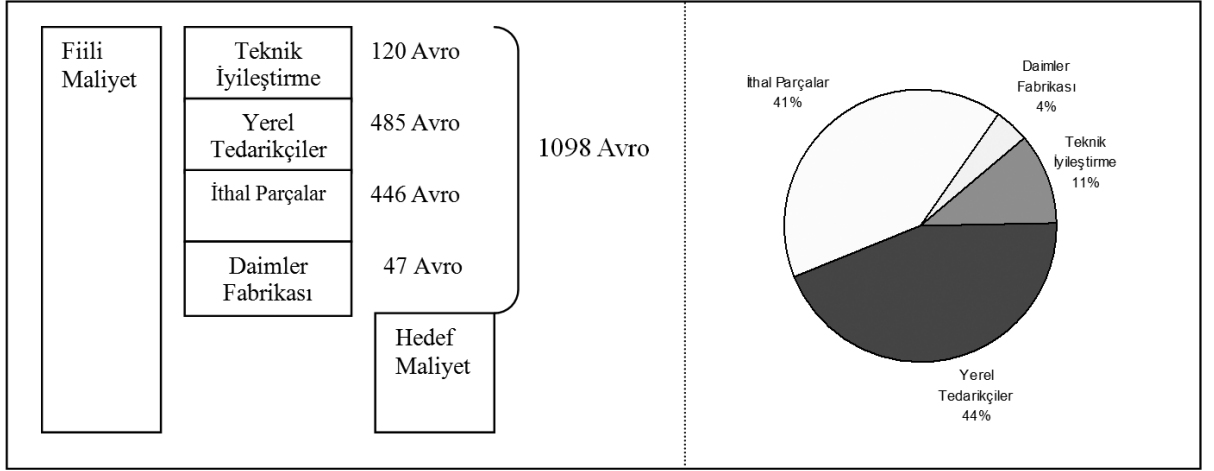 Fiili
Maliyet
Teknik
İyileştirme
120 Avro
Yerel
Tedarikçiler
485 Avro
İthal Parçalar
446 Avro
Daimler
Fabrikası
47 Avro
1098 Avro
Hedef
Maliyet
İthal Parçalar
41%
Daimler
Fabrikası
4%
Teknik
İyileştirme
11%
Yerel
Tedarikçiler
44%